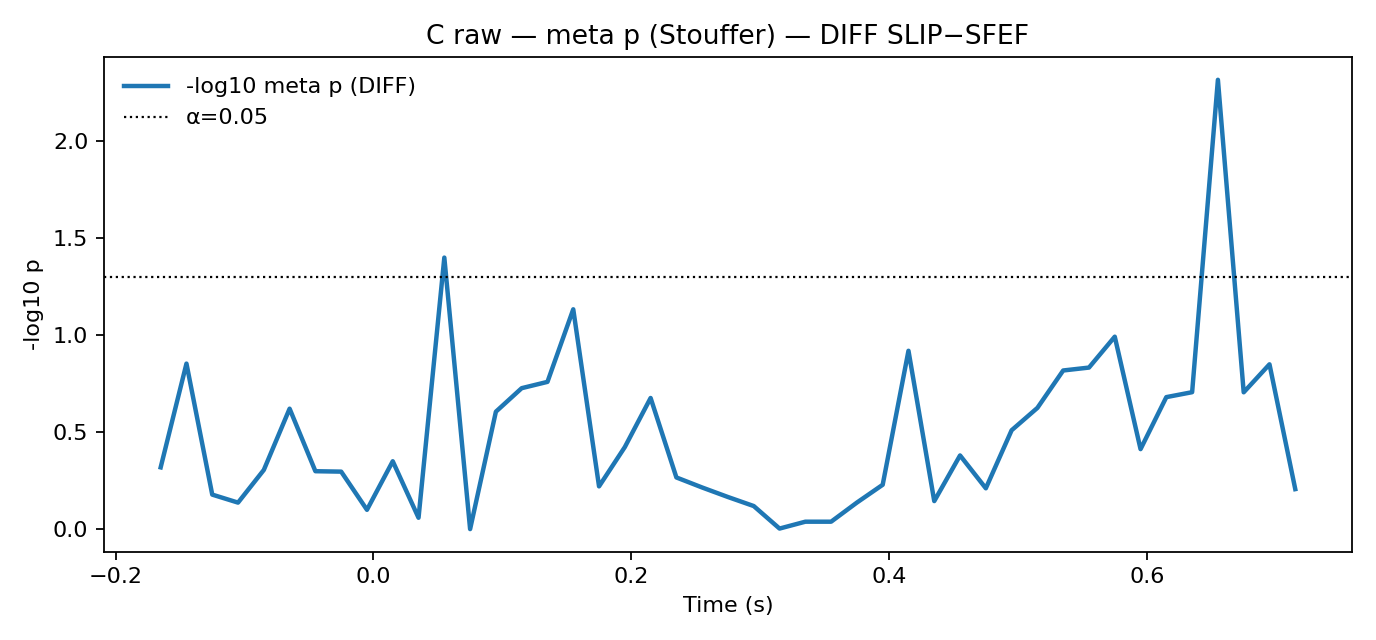 C raw — meta p (Stouffer) — DIFF SLIP−SFEF
-log10 meta p (DIFF)
α=0.05
2.0
1.5
1.0
0.5
0.0
-log10 p
−0.2 0.0 0.2 0.4 0.6
Time (s)